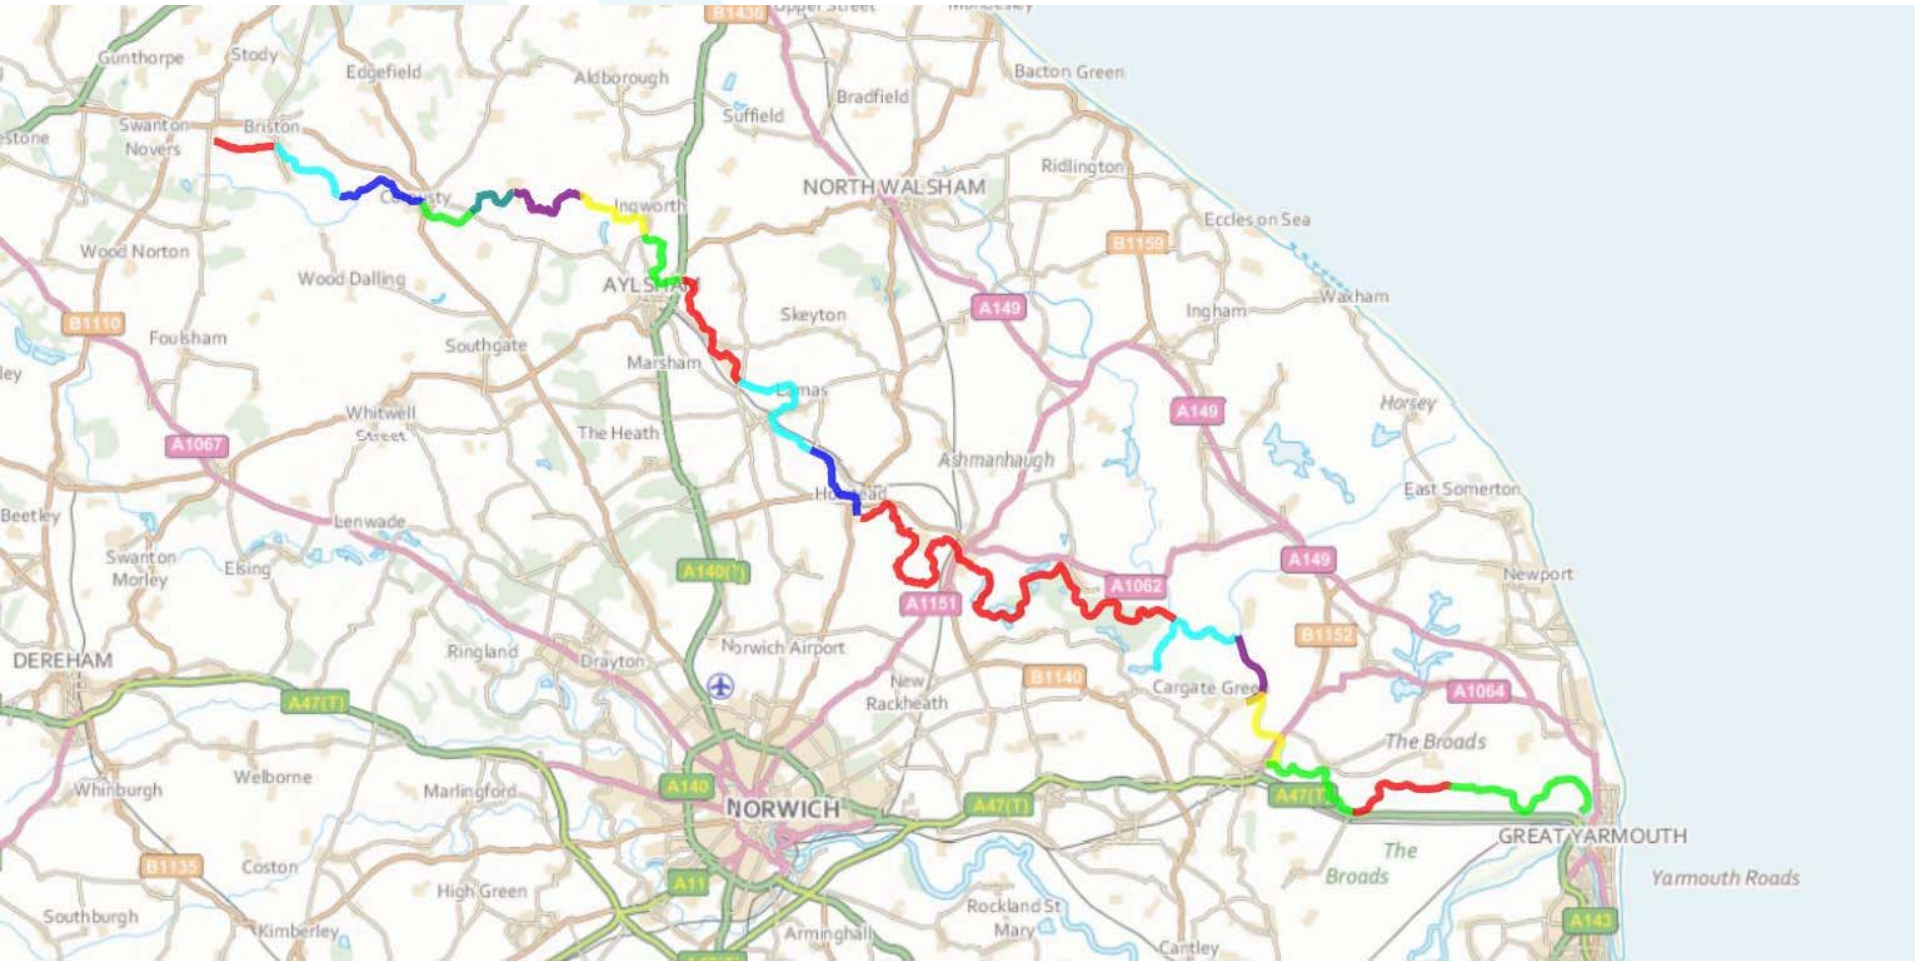 B1436
Gunthorpe
Stody
Edgefield
Aldborough
Bacton Green
Bradfield
Suffield
Swanton
Novers
Briston
Ridlington
NORTH WALSHAM
Ingworth
Eccles on Sea
B1159
Wood Norton
Wood Dalling
AYLSHAM
Waxham
A149
Ingham
B1110
Foulsham
Skeyton
Southgate
Marsham
Lamas
Whitwell
Street
A149
Horsey
A1067
The Heath
Ashmanhaugh
East Somerton
Beetley
Lenwade
Swanton
Morley
Elsing
A140(T)
A149
Newport
A1062
A1151
DEREHAM
Ringland
Drayton
Norwich Airport
B1152
B1140
Cargate Green
A1064
A47(T)
New
Rackheath
The Broads
Welborne
Whinburgh
Marlingford
A140
NORWICH
A47(T)
A47(T)
GREAT YARMOUTH
The
Broads
B1135
Coston
A11
High Green
Yarmouth Roads
Southburgh
Kimberley
Rockland St
Mary
Arminghall
Cantley
A143